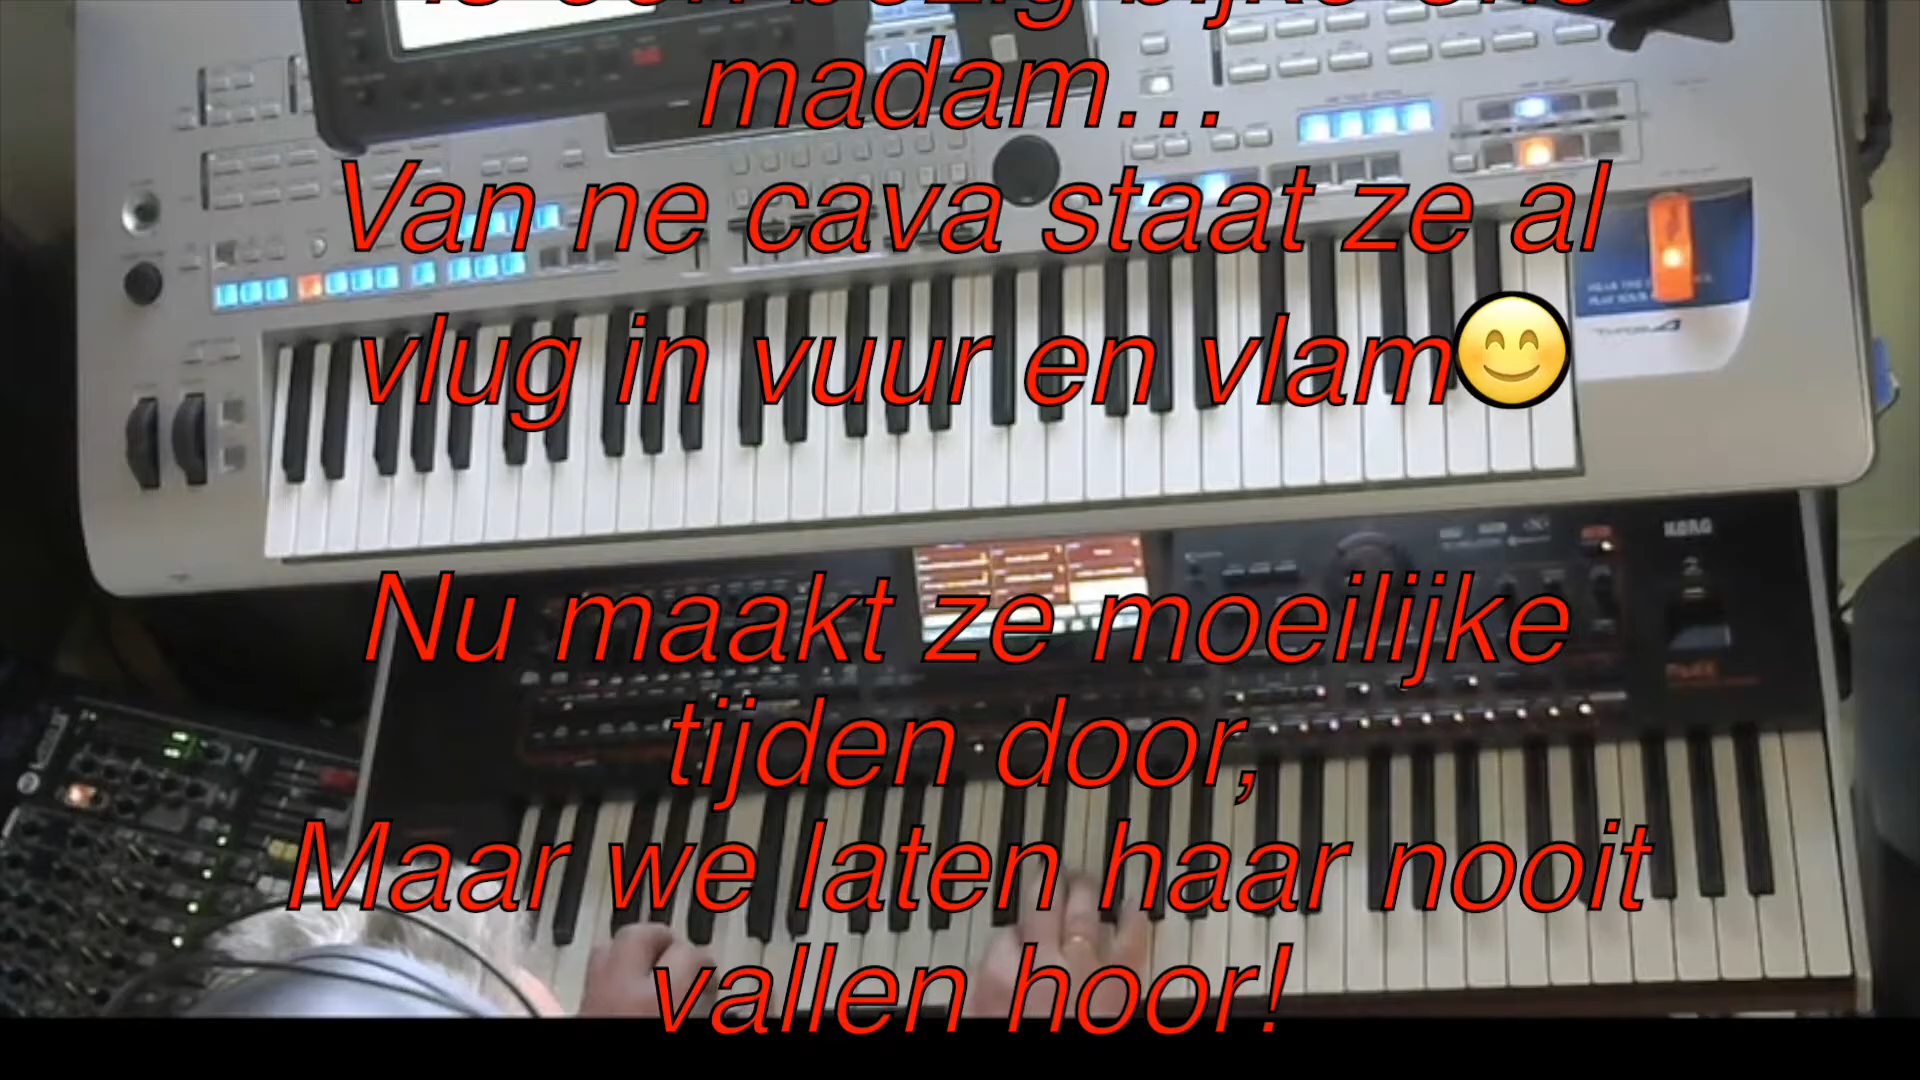 madam...
Van ne cava staat ze al
vlug in vuur en vlam😊
Nu maakt ze moeilijke
tijden door,
Maar we laten haar nooit
vallen hoor!
KORG